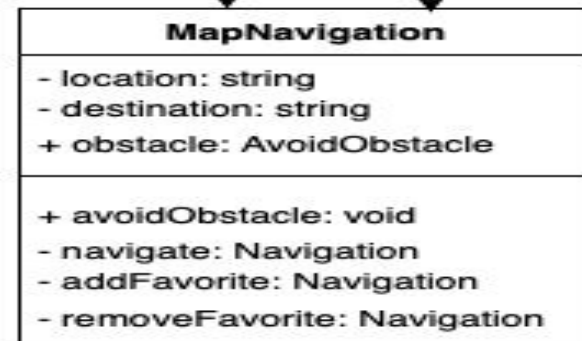 MapNavigation
- location: string
- destination: string
+ obstacle: AvoidObstacle
+ avoidObstacle: void
- navigate: Navigation
- addFavorite: Navigation
- removeFavorite: Navigation